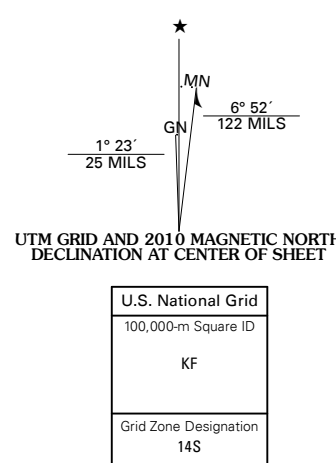 MN
6° 52´
122 MILS
GN
1° 23´
25 MILS
UTM GRID AND 2010 MAGNETIC NORTH
DECLINATION AT CENTER OF SHEET
U.S. National Grid
100,000-m Square ID
KF
Grid Zone Designation
14S